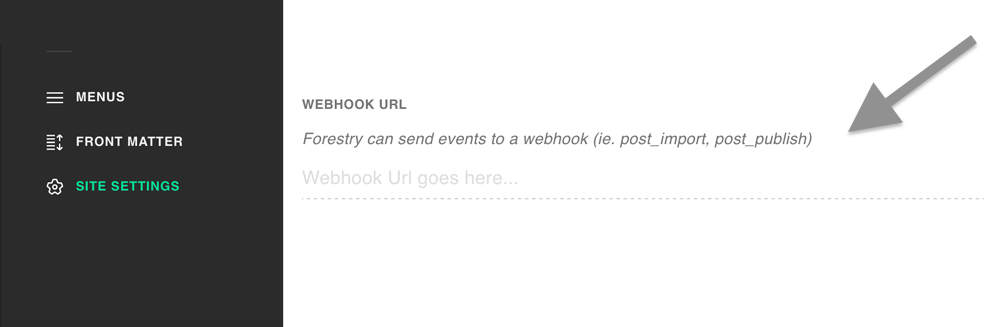 MENUS
FRONT MATTER
SITE SETTINGS
WEBHOOK URL
Forestry can send events to a webhook (ie. post_import, post_publish)
Webhook Url goes here...